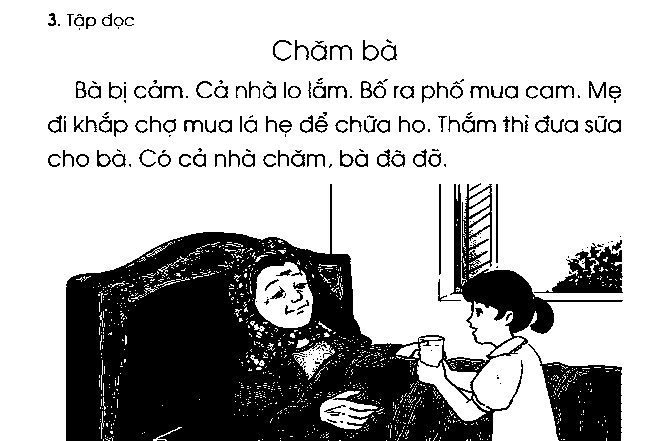 3. Tập đọc
Chăm bà
Bà bị cảm. Cả nhà lo lắm. Bố ra phố mua cam. Mẹ
đi khắp chợ mua lá hẹ để chữa ho. Thắm thì đưa sữa
cho bà. Có cả nhà chăm, bà đã đỡ.